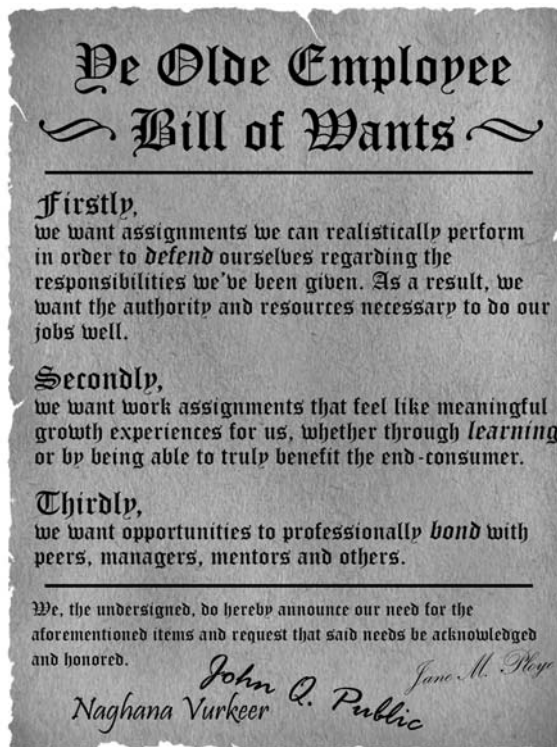 Ye Olde Employee
Bill of Wants
Firstly,
we want assignments we can realistically perform
in order to defend ourselves regarding the
responsibilities we've been given. As a result, we
want the authority and resources necessary to do our
jobs well.
Secondly,
we want work assignments that feel like meaningful
growth experiences for us, whether through learning
or by being able to truly benefit the end-consumer.
Thirdly,
we want opportunities to professionally bond with
peers, managers, mentors and others.
We, the undersigned, do hereby announce our need for the
aforementioned items and request that said needs be acknowledged
and honored.
John Q. Public
Jane M. Ploye
Naghana Vurkeer